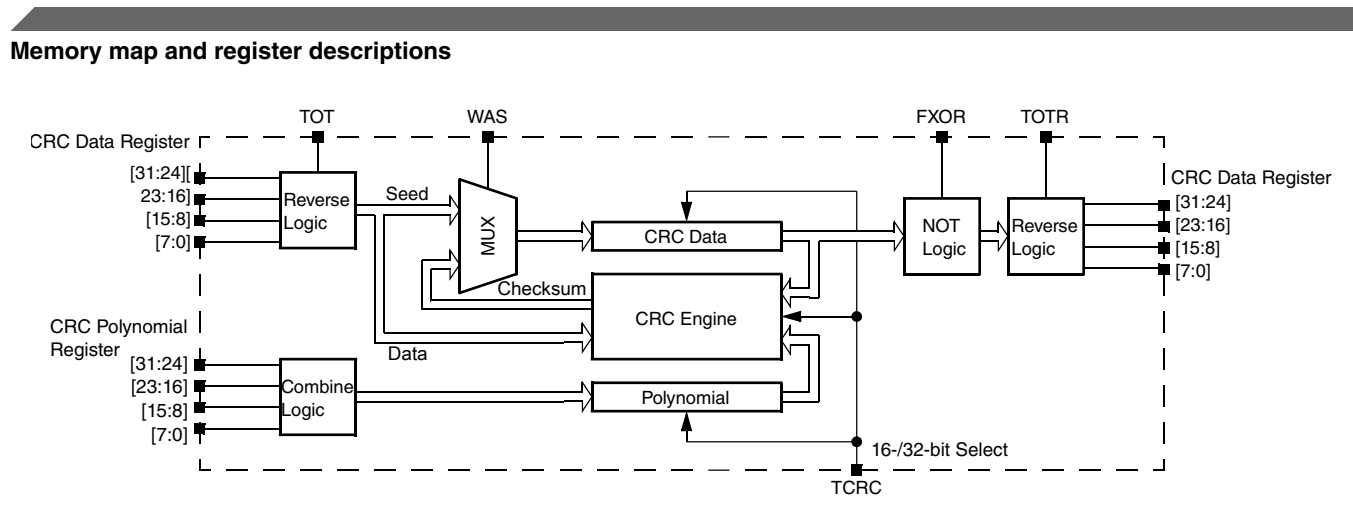 Memory map and register descriptions
TOT
WAS
FXOR
TOTR
CRC Data Register
[31:24][
23:16]
[15:8]
[7:0]
Reverse
Logic
Seed
MUX
Checksum
Data
CRC Data
CRC Engine
Polynomial
NOT
Logic
Reverse
Logic
CRC Data Register
[31:24]
[23:16]
[15:8]
[7:0]
CRC Polynomial
Register
[31:24]
[23:16]
[15:8]
[7:0]
Combine
Logic
16-/32-bit Select
TCRC